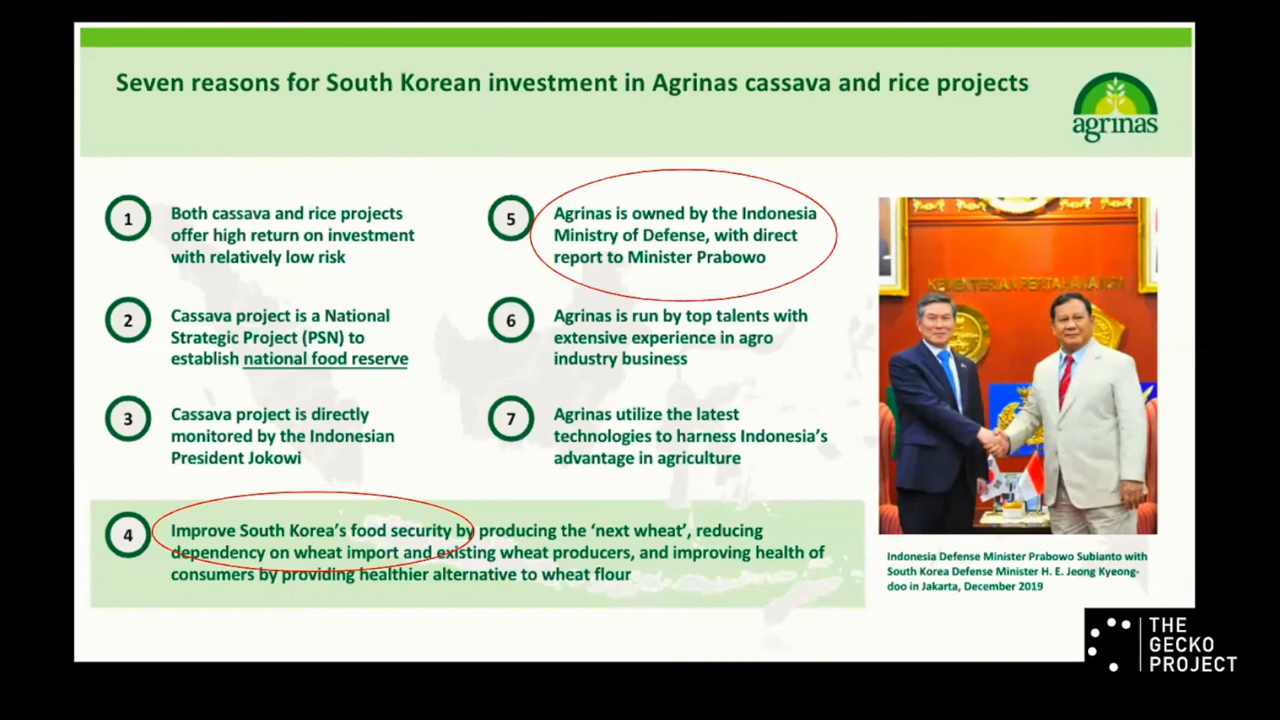 Seven reasons for South Korean investment in Agrinas cassava and rice projects
agrinas
1
Both cassava and rice projects
offer high return on investment
with relatively low risk
2
Cassava project is a National
Strategic Project (PSN) to
establish national food reserve
3
Cassava project is directly
monitored by the Indonesian
President Jokowi
4
Improve South Korea's food security by producing the 'next wheat', reducing
dependency on wheat import and existing wheat producers, and improving health of
consumers by providing healthier alternative to wheat flour
5
Agrinas is owned by the Indonesia
Ministry of Defense, with direct
report to Minister Prabowo
6
Agrinas is run by top talents with
extensive experience in agro
industry business
7
Agrinas utilize the latest
technologies to harness Indonesia's
advantage in agriculture
KEMENTERIAN PERTAHANAN RI
Indonesia Defense Minister Prabowo Subianto with
South Korea Defense Minister H. E. Jeong Kyeong-
doo in Jakarta, December 2019
THE
GECKO
PROJECT